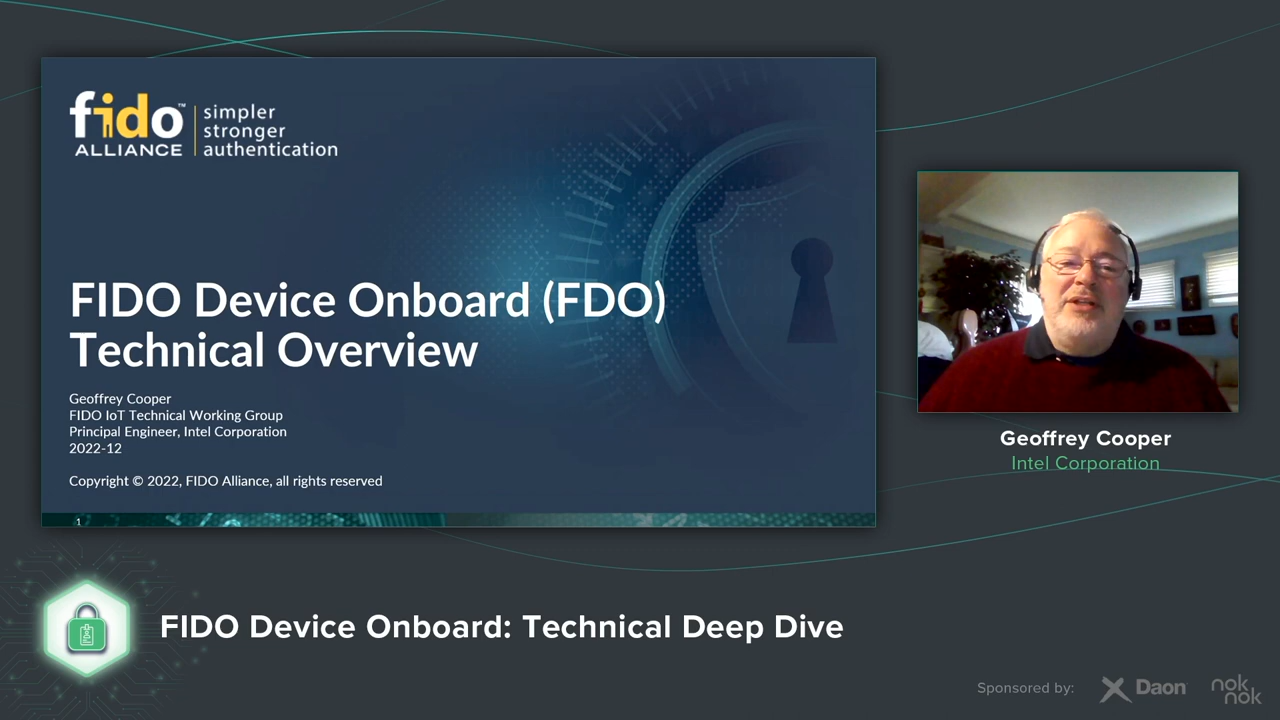 fido™
ALLIANCE
simpler
stronger
authentication
FIDO Device Onboard (FDO)
Technical Overview
Geoffrey Cooper
FIDO IoT Technical Working Group
Principal Engineer, Intel Corporation
2022-12
Copyright © 2022, FIDO Alliance, all rights reserved
1
Geoffrey Cooper
Intel Corporation
FIDO Device Onboard: Technical Deep Dive
Sponsored by:
Daon
nok
nok